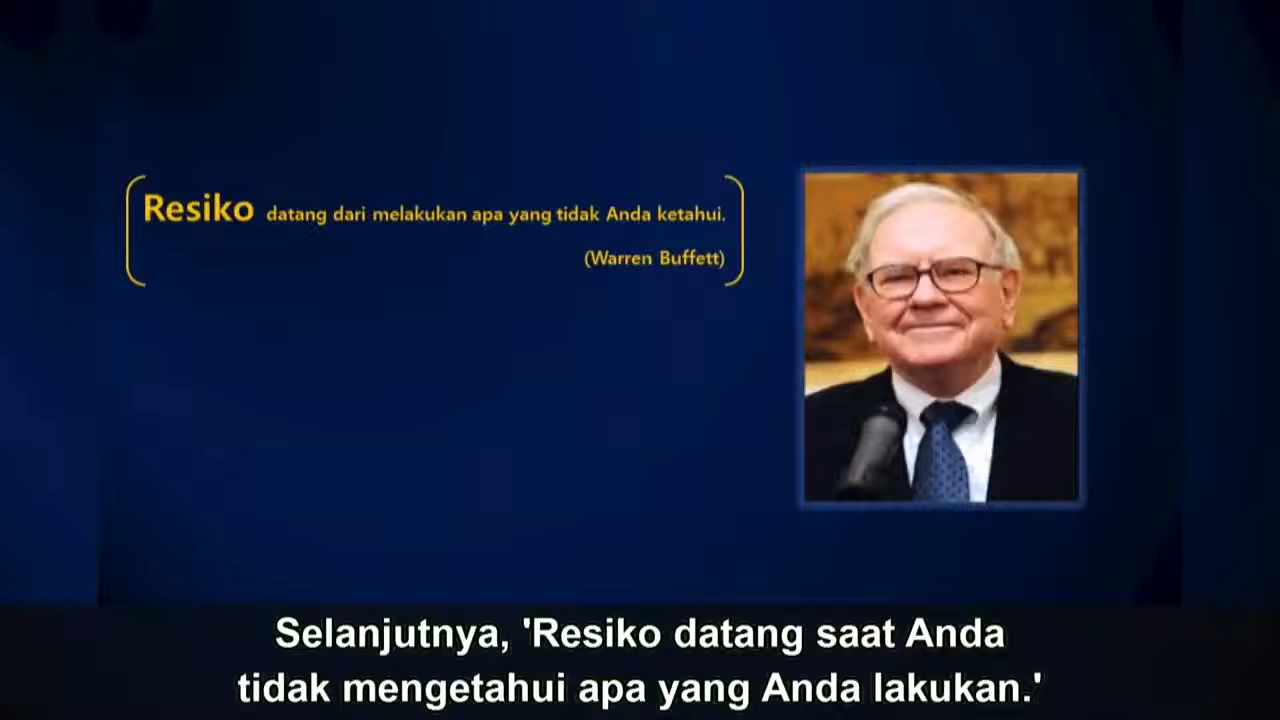 Resiko datang dari melakukan apa yang tidak Anda ketahui.
(Warren Buffett)
Selanjutnya, 'Resiko datang saat Anda
tidak mengetahui apa yang Anda lakukan.'